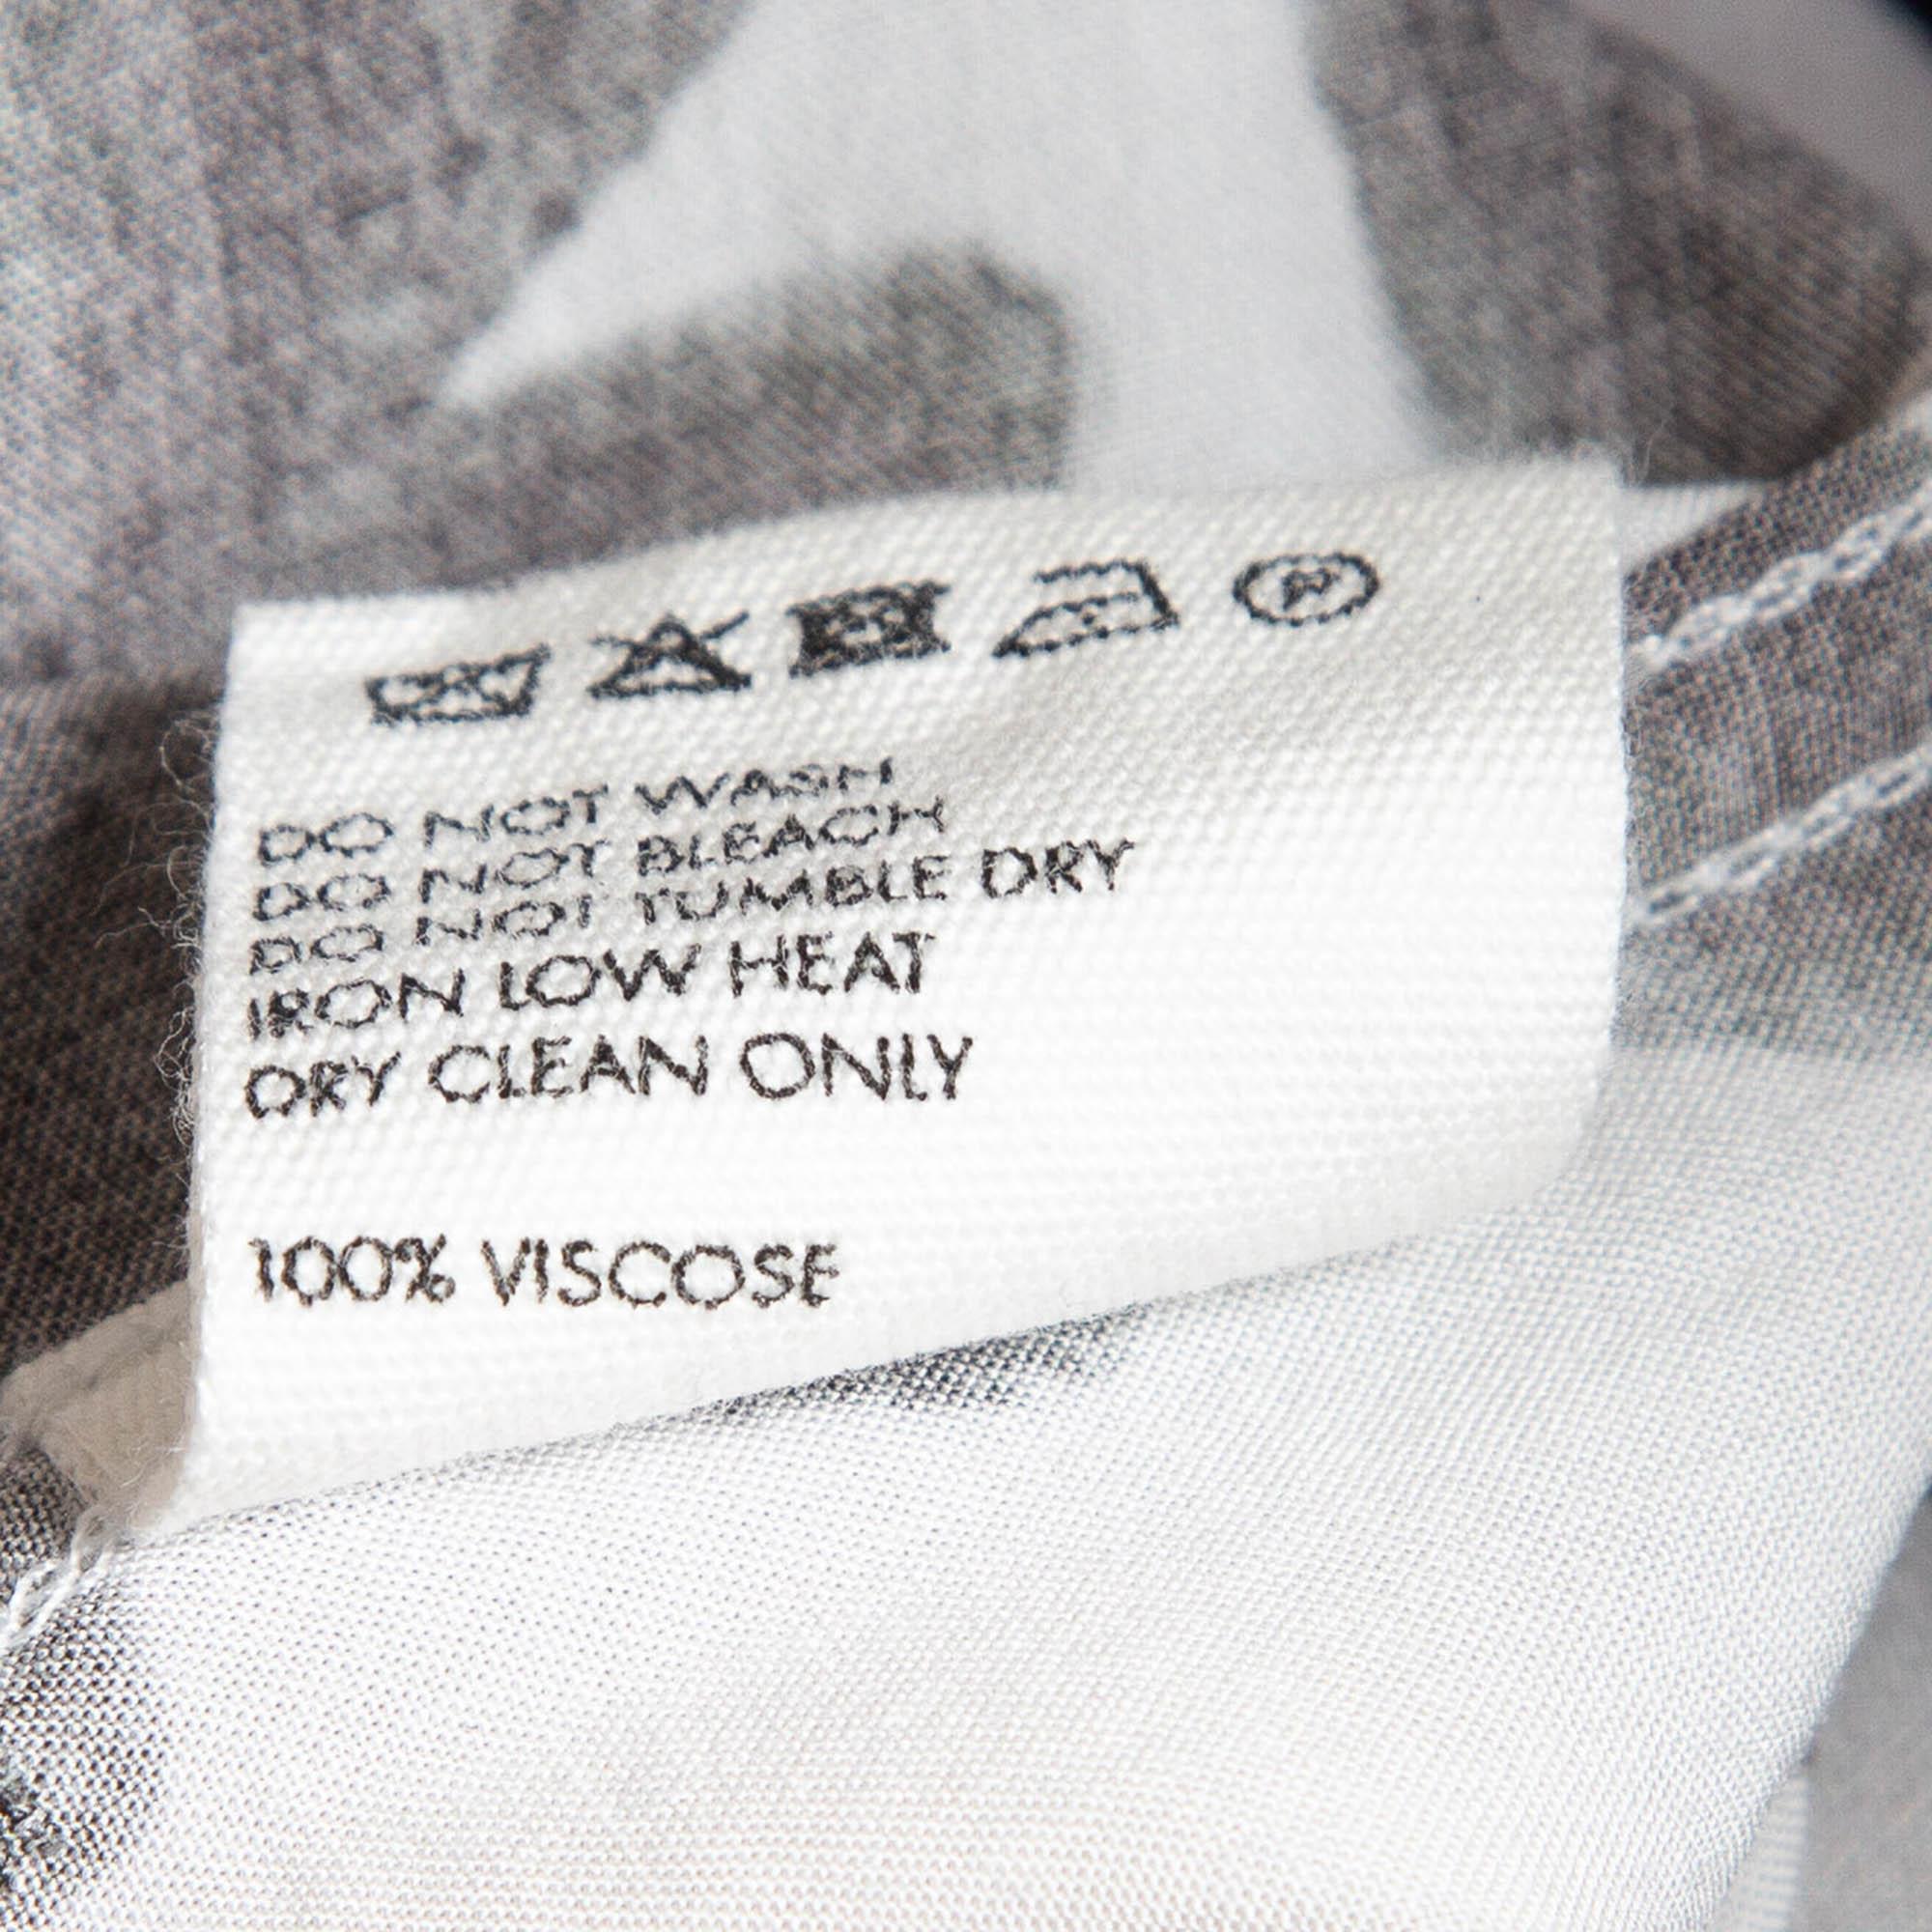 DO NOT WASH
DO NOT BLEACH
DO NOT TUMBLE DRY
IRON LOW HEAT
DRY CLEAN ONLY
100% VISCOSE